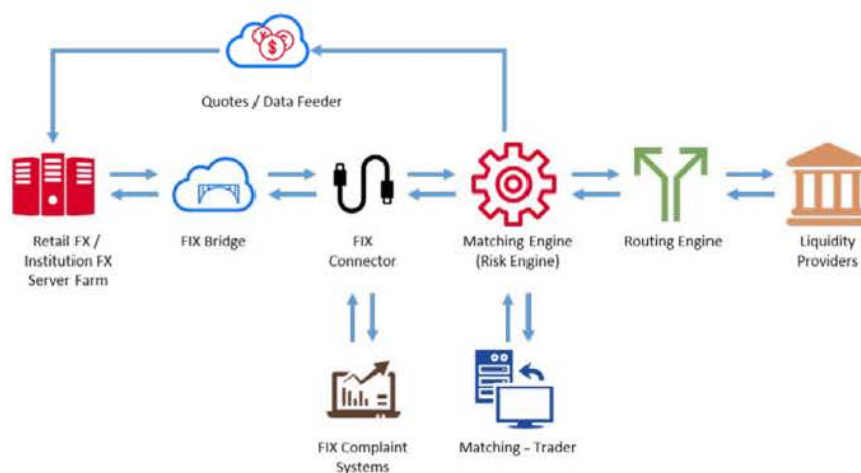 Quotes / Data Feeder
Retail FX /
Institution FX
Server Farm
FIX Bridge
FIX
Connector
Matching Engine
(Risk Engine)
Routing Engine
Liquidity
Providers
FIX Complaint
Systems
Matching - Trader